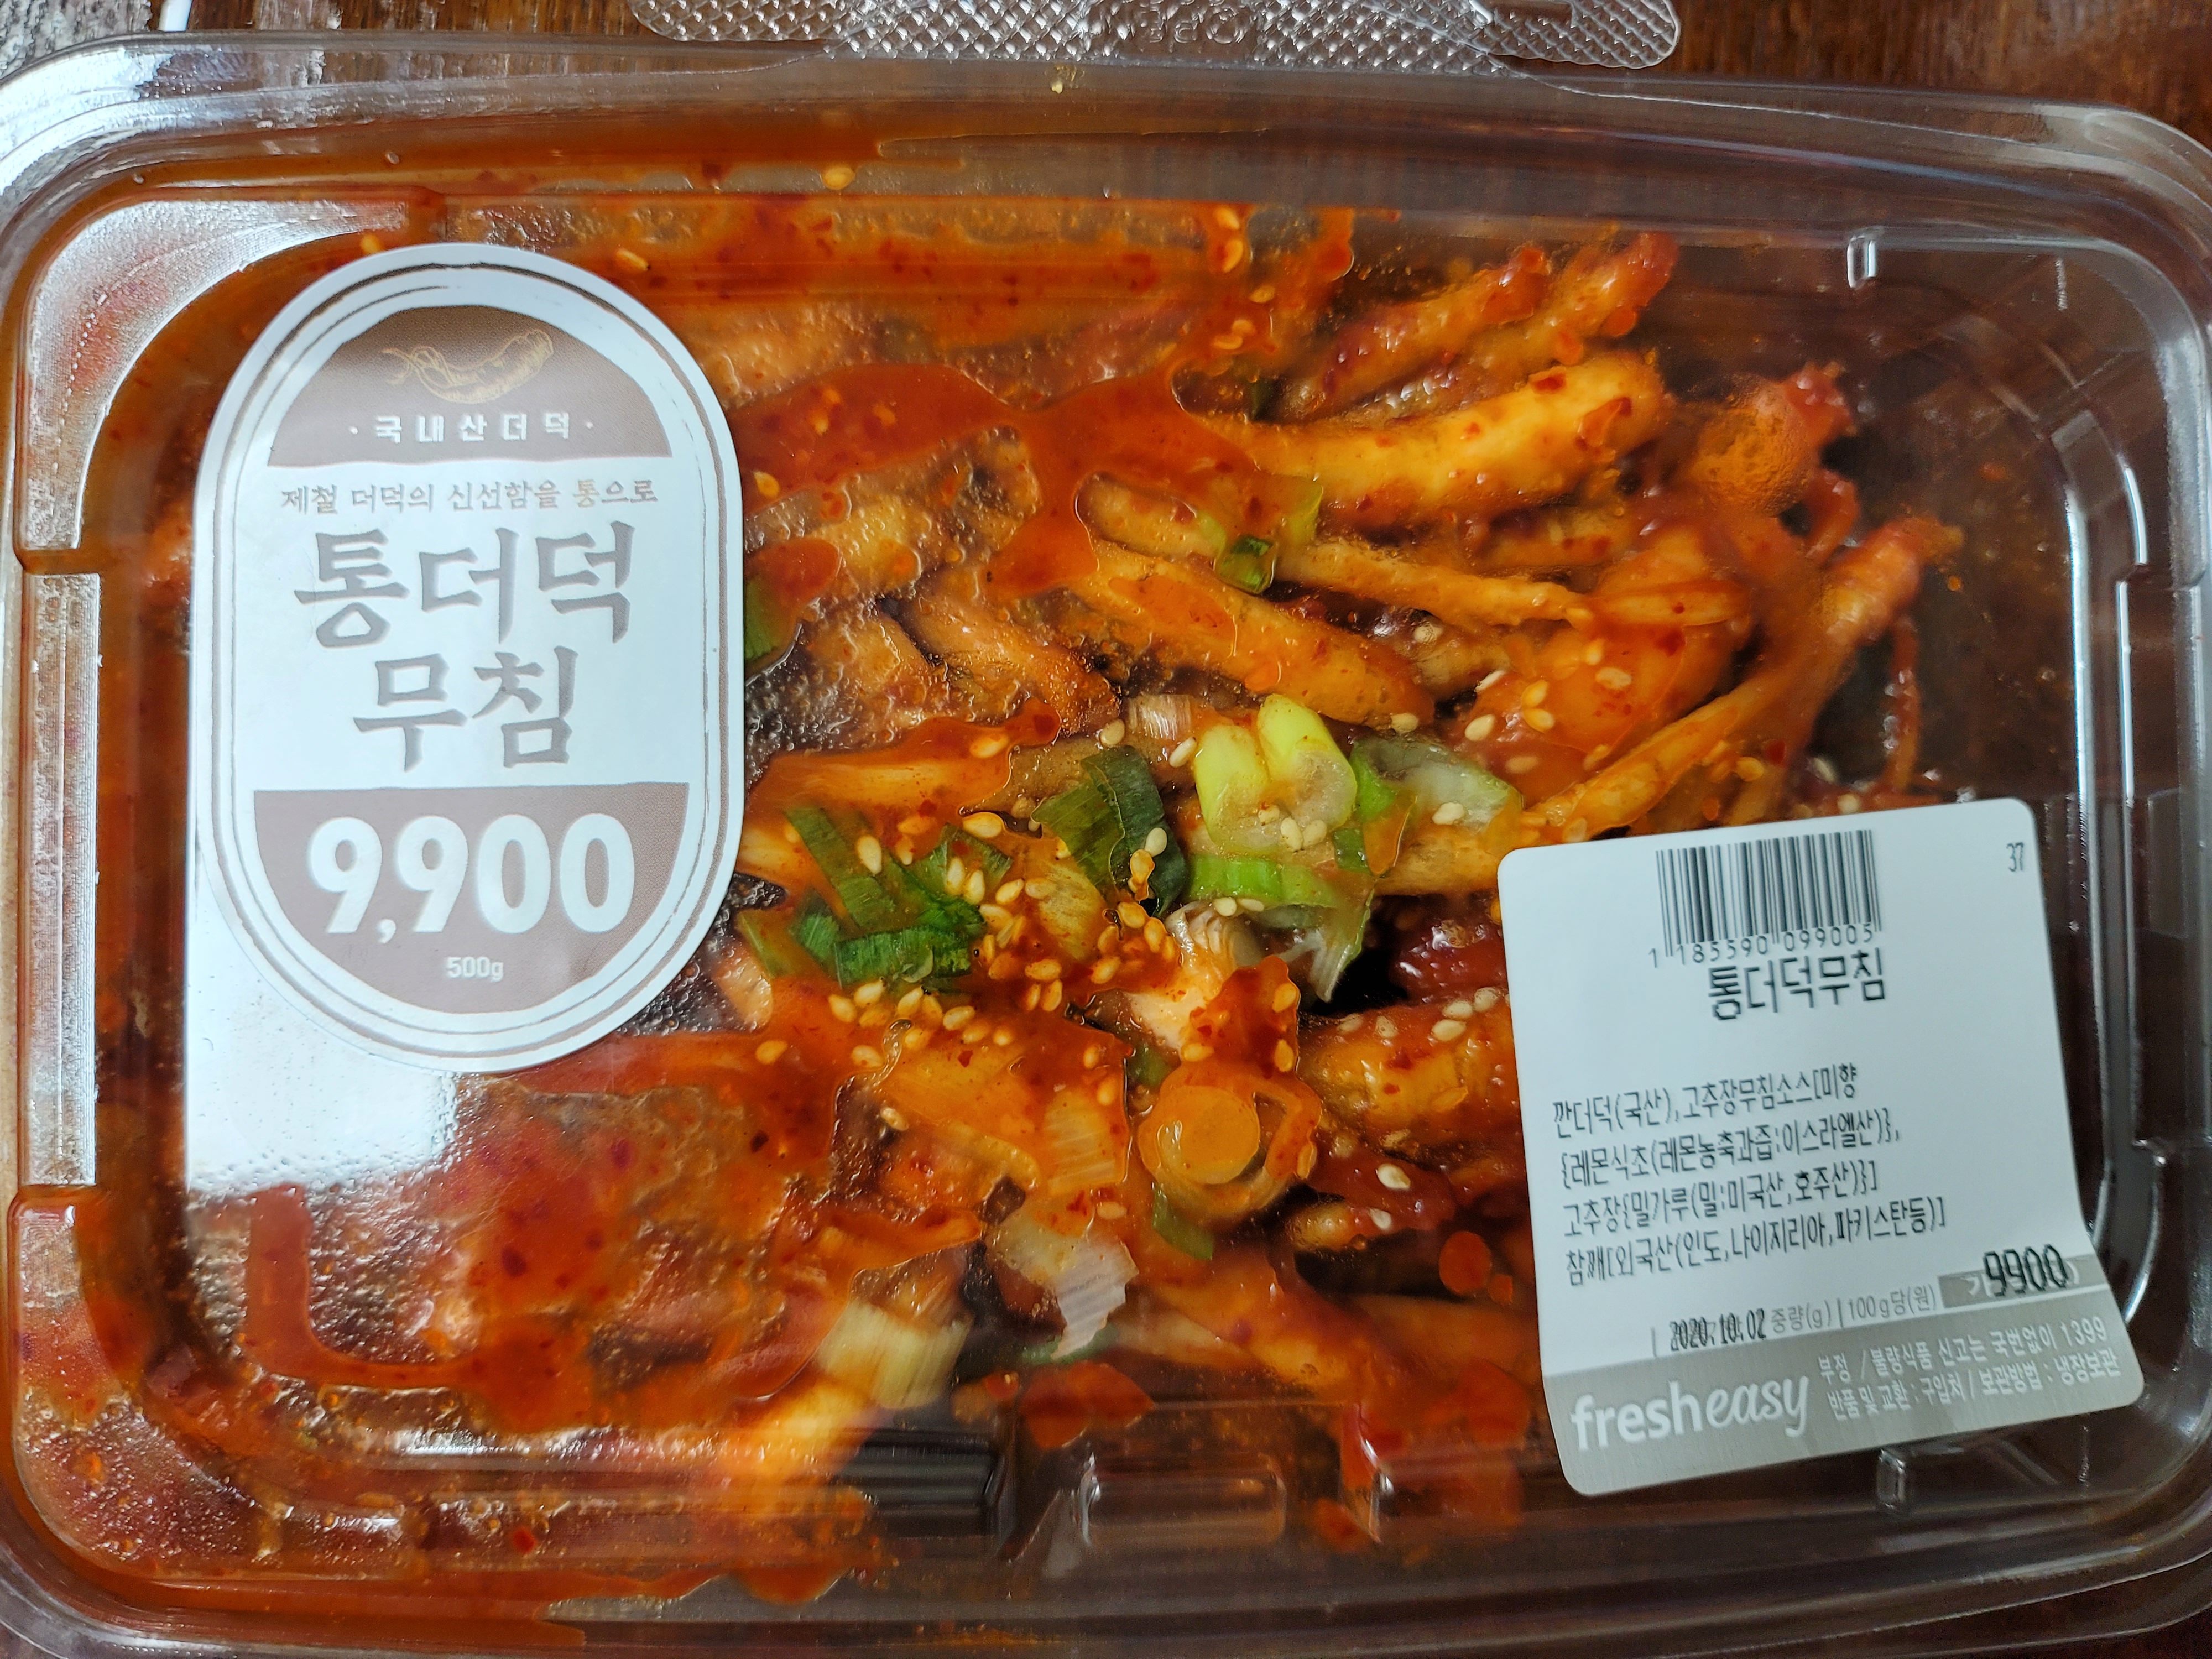 OPEN
·국내산더덕·
제철 더덕의 신선함을 통으로
통더덕
무침
9,900
500g
37
1 185590 099005
통더덕무침
깐더덕(국산),고추장무침소스[미향
{레몬식초(레몬농축과즙:이스라엘산)},
고추장{밀가루(밀:미국산,호주산)}]
참깨[외국산(인도,나이지리아,파키스탄등)]
9900
2020.10.02 중량(g) | 100g당(원)
fresheasy
부정 / 불량식품 신고는 국번없이 1399
반품 및 교환 : 구입처 / 보관방법 : 냉장보관